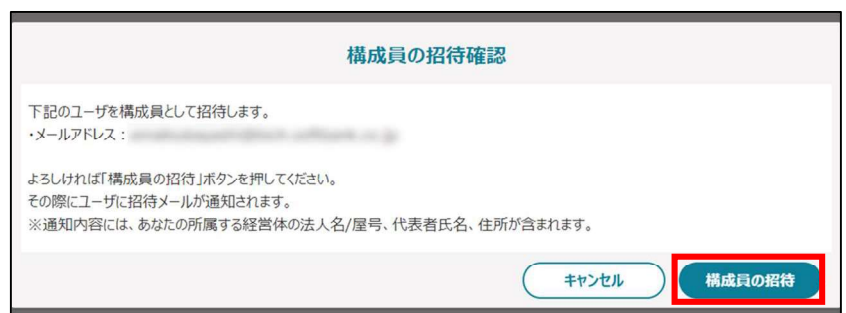 構成員の招待確認
下記のユーザを構成員として招待します。
・メールアドレス：
よろしければ「構成員の招待」ボタンを押してください。
その際にユーザに招待メールが通知されます。
※通知内容には、あなたの所属する経営体の法人名/屋号、代表者氏名、住所が含まれます。
キャンセル
構成員の招待